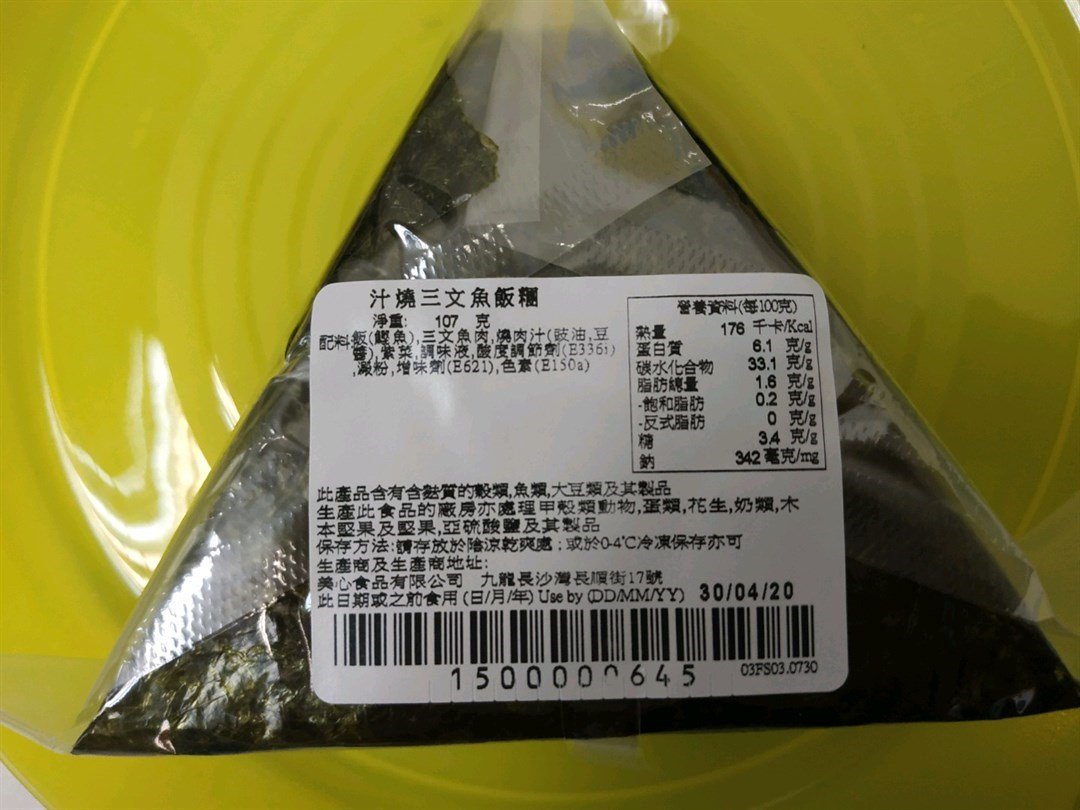 汁燒三文魚飯糰
淨重: 107 克
配料:飯(鰹魚),三文魚肉,燒肉汁(豉油,豆
醬),紫菜,調味液,酸度調節劑(E336i)
,澱粉,增味劑(E621),色素(E150a)
營養資料(每100克)
熱量 176 千卡/Kcal
蛋白質 6.1 克/g
碳水化合物 33.1 克/g
脂肪總量 1.6 克/g
-飽和脂肪 0.2 克/g
-反式脂肪 0 克/g
糖 3.4 克/g
鈉 342 毫克/mg
此產品含有含麩質的穀類,魚類,大豆類及其製品
生產此食品的廠房亦處理甲殼類動物,蛋類,花生,奶類,木
本堅果及堅果,亞硫酸鹽及其製品
保存方法:請存放於陰涼乾爽處;或於0-4℃冷凍保存亦可
生產商及生產商地址:
美心食品有限公司 九龍長沙灣長順街17號
此日期或之前食用(日/月/年) Use by (DD/MM/YY) 30/04/20
1500000645
03FS03.0730